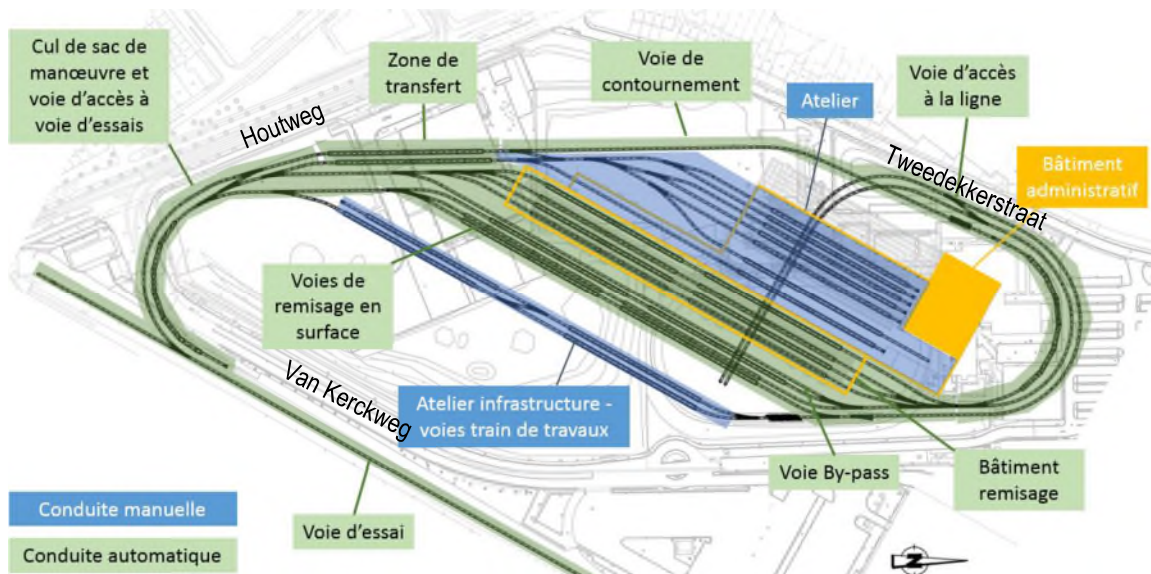 Cul de sac de
manœuvre et
voie d'accès à
voie d'essais
Houtweg
Zone de
transfert
Voie de
contournement
Atelier
Voie d'accès
à la ligne
Tweedekkerstraat
Bâtiment
administratif
Voies de
remisage en
surface
Van Kerckweg
Atelier infrastructure -
voies train de travaux
Voie By-pass
Bâtiment
remisage
Voie d'essai
Conduite manuelle
Conduite automatique
N